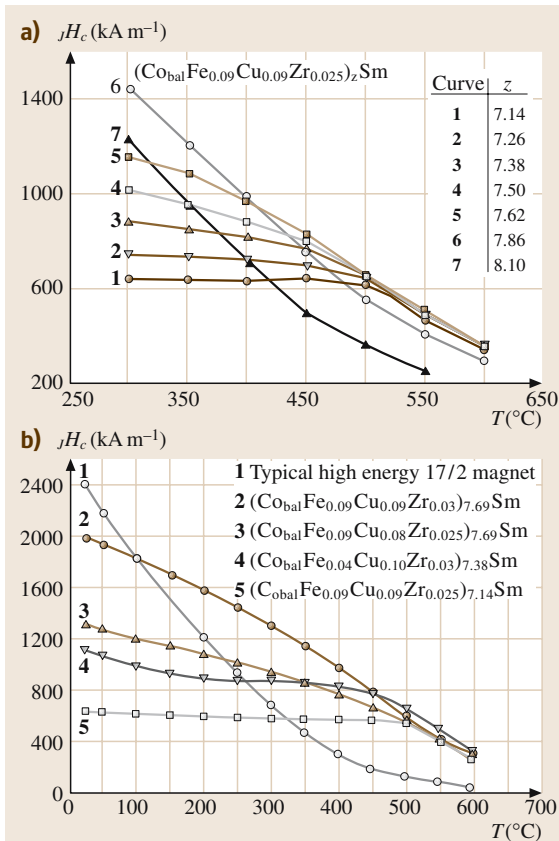 a) JHc (kA m−1)
(CobalFe0.09Cu0.09Zr0.025)zSm
Curve z
1 7.14
2 7.26
3 7.38
4 7.50
5 7.62
6 7.86
7 8.10
1400
1000
600
200
6
7
5
4
3
2
1
250 350 450 550 650
T(°C)
b) JHc (kA m−1)
1 Typical high energy 17/2 magnet
2 (CobalFe0.09Cu0.09Zr0.03)7.69Sm
3 (CobalFe0.09Cu0.08Zr0.025)7.69Sm
4 (CobalFe0.04Cu0.10Zr0.03)7.38Sm
5 (CobalFe0.09Cu0.09Zr0.025)7.14Sm
2400
2000
1600
1200
800
400
0
1
2
3
4
5
0 100 200 300 400 500 600 700
T(°C)